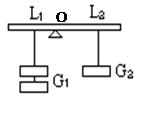 L₁ O L₂
G₁ G₂